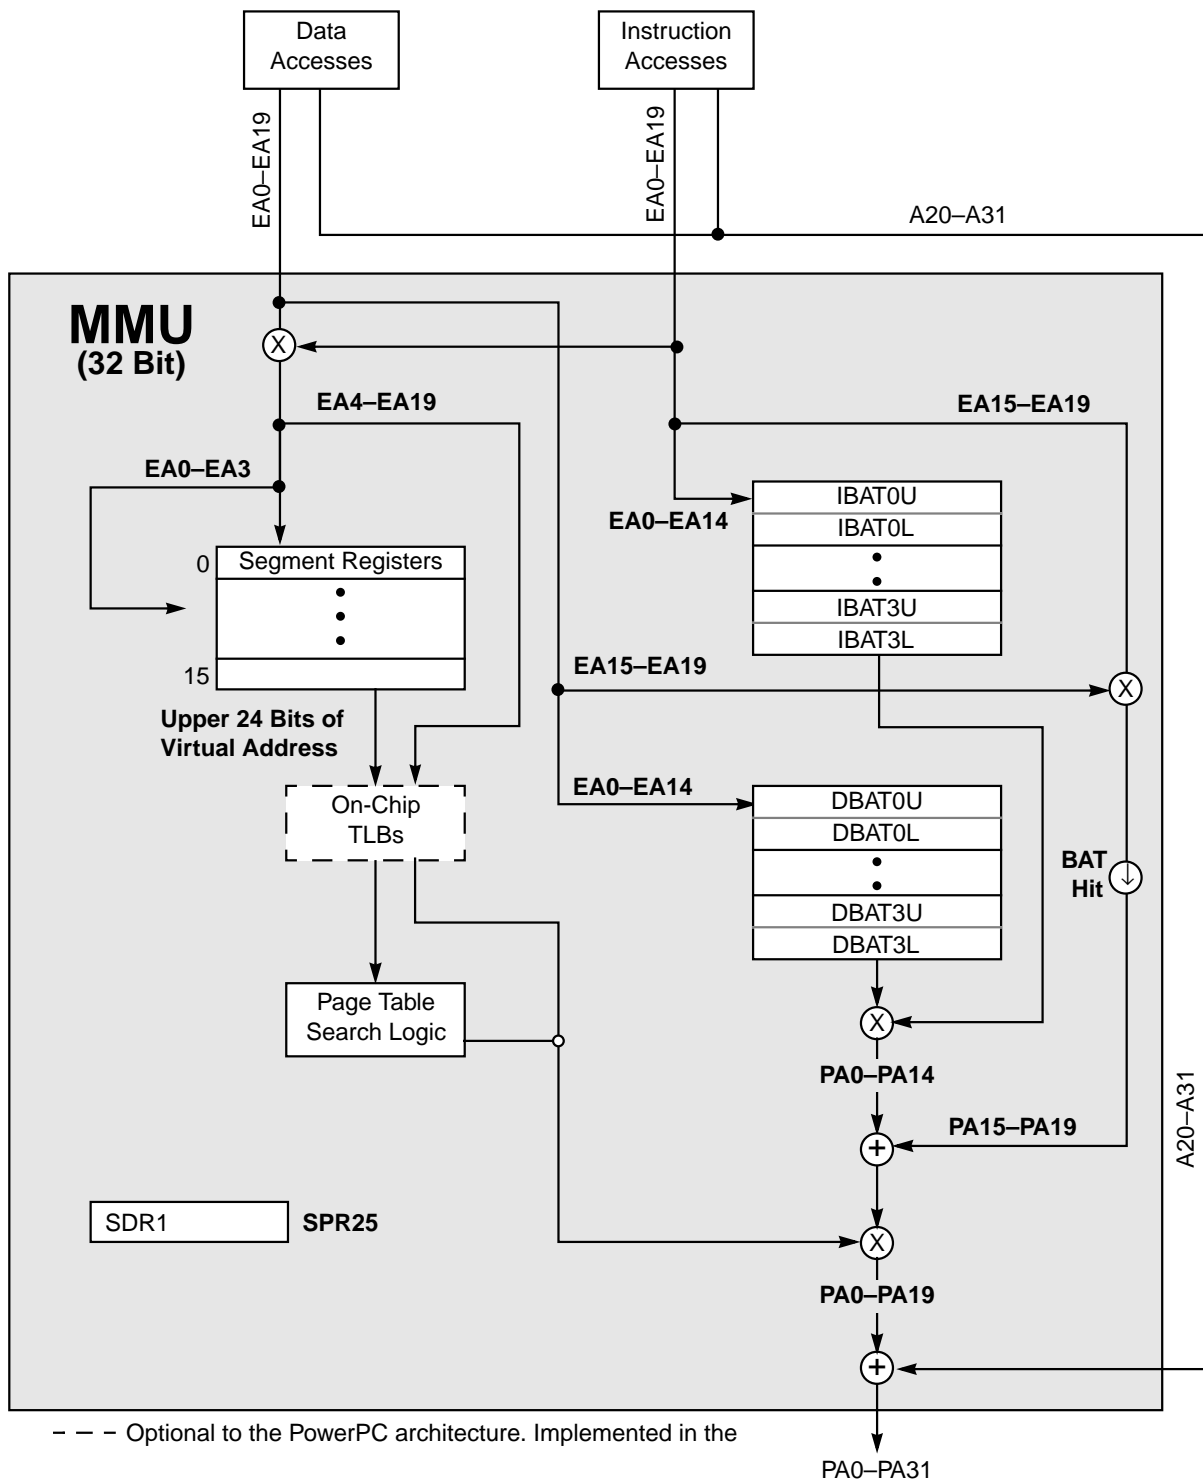 Data
Accesses
Instruction
Accesses
EA0–EA19
EA0–EA19
A20–A31
MMU
(32 Bit)
X
EA4–EA19
EA15–EA19
EA0–EA3
IBAT0U
EA0–EA14
IBAT0L
0
Segment Registers
IBAT3U
IBAT3L
15
EA15–EA19
X
Upper 24 Bits of
Virtual Address
EA0–EA14
On-Chip
TLBs
DBAT0U
DBAT0L
BAT
Hit
DBAT3U
DBAT3L
Page Table
Search Logic
X
PA0–PA14
PA15–PA19
A20–A31
+
SDR1
SPR25
X
PA0–PA19
+
Optional to the PowerPC architecture. Implemented in the
PA0–PA31